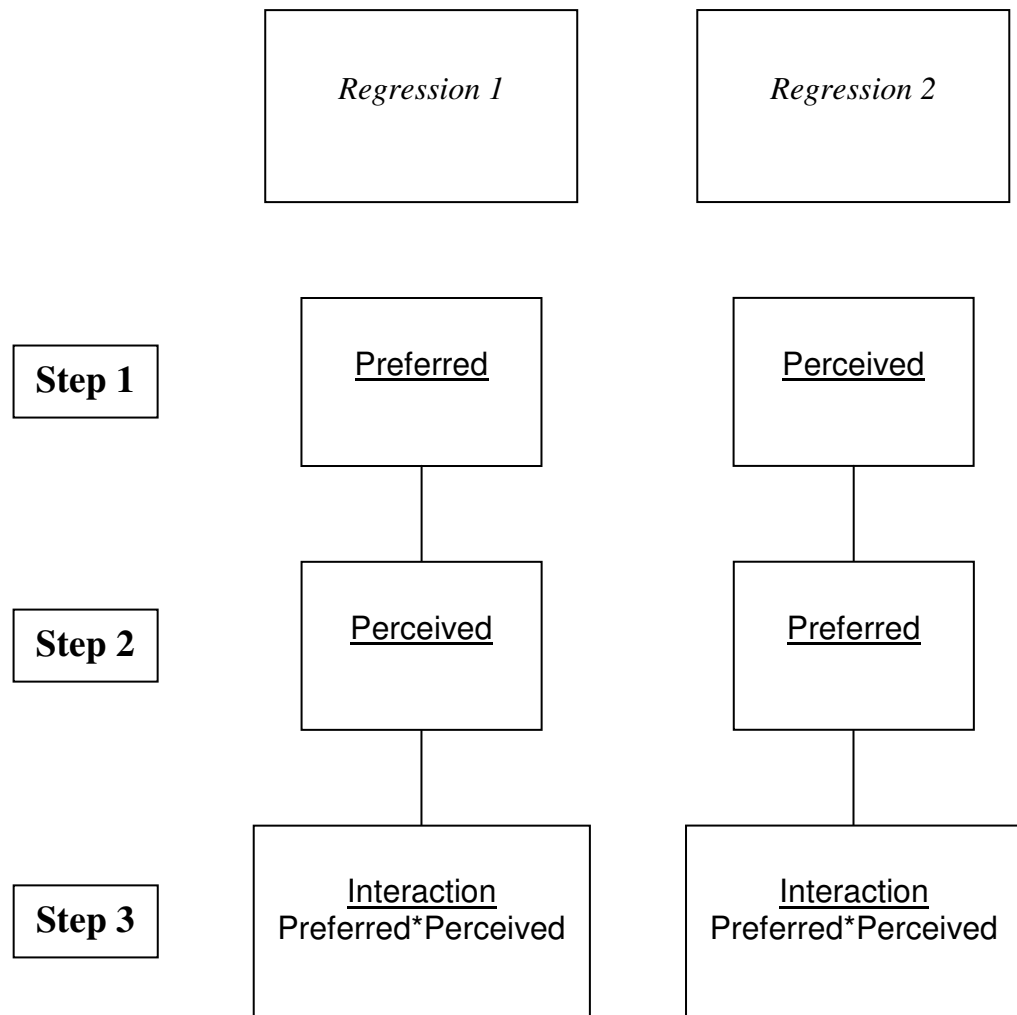 Regression 1
Regression 2
Step 1
Preferred
Perceived
Step 2
Perceived
Preferred
Step 3
Interaction
Preferred*Perceived
Interaction
Preferred*Perceived